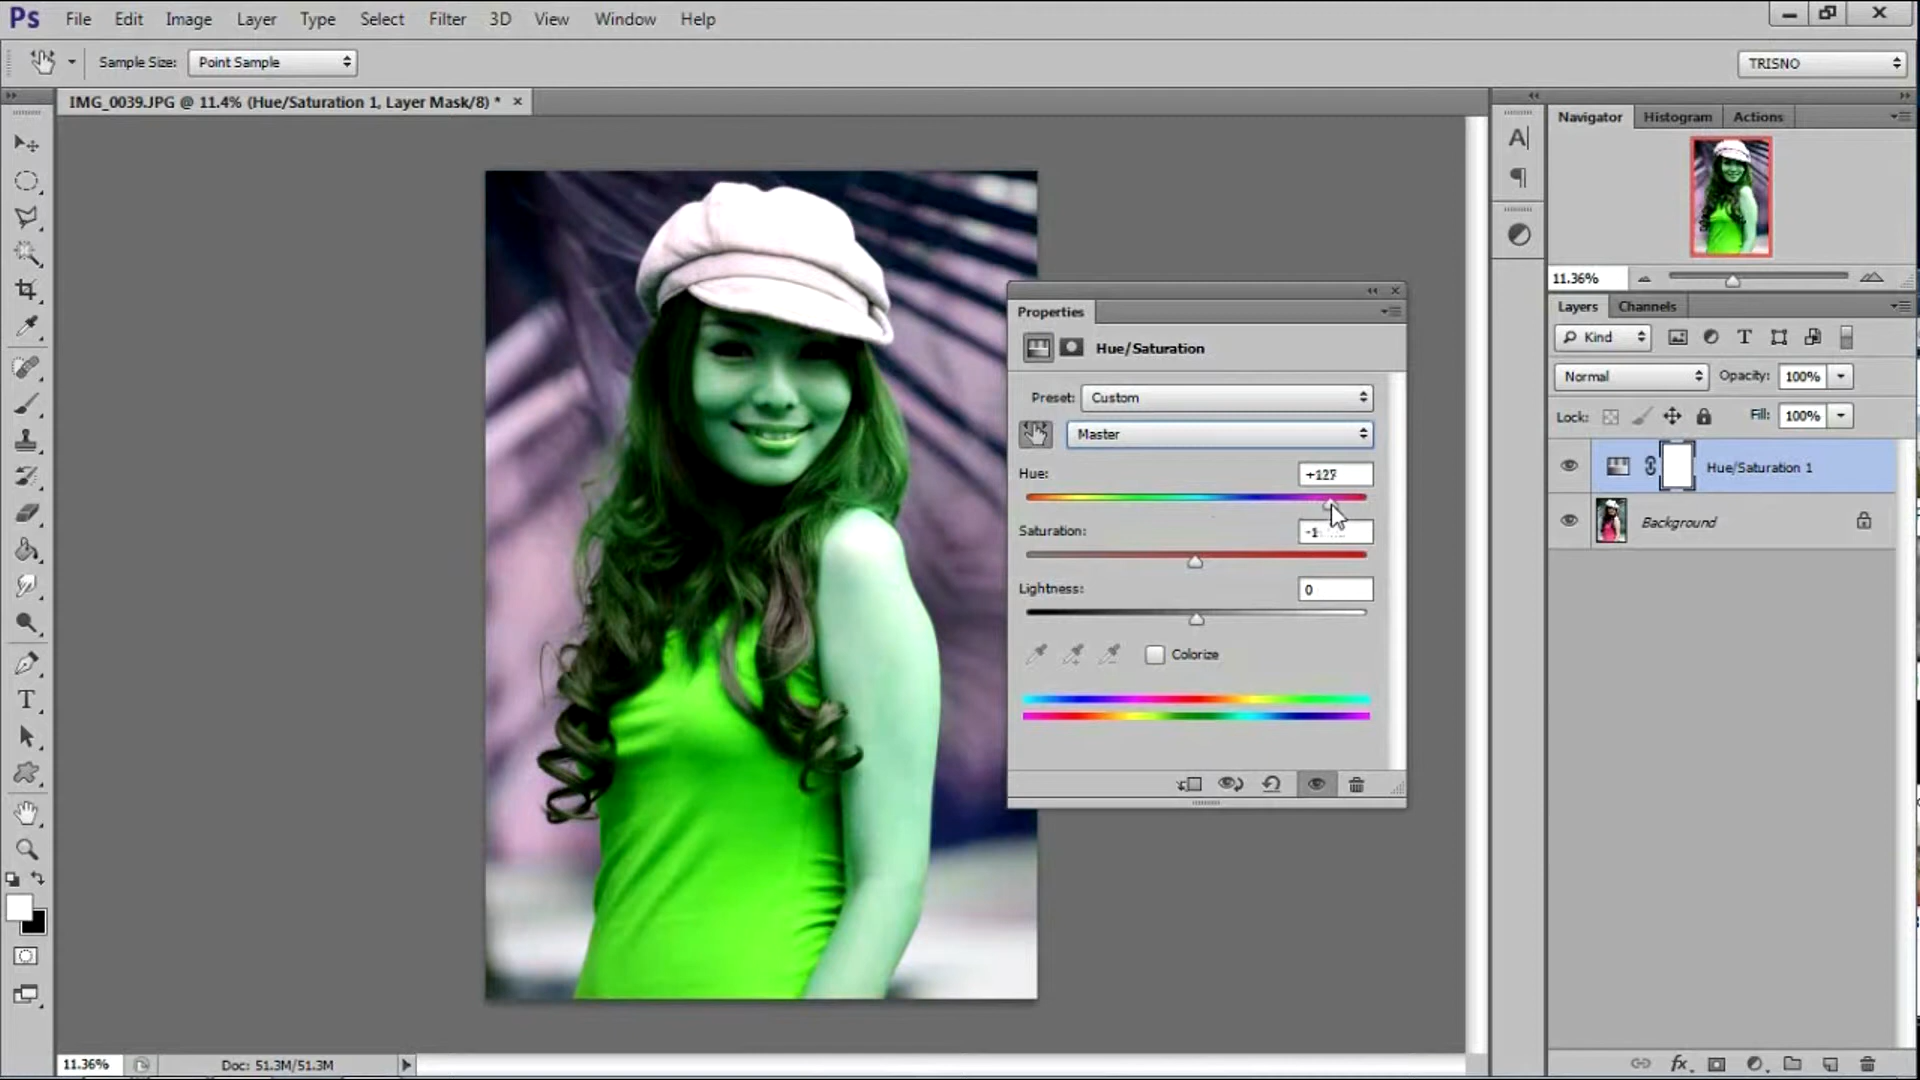 Ps File Edit Image Layer Type Select Filter 3D View Window Help
Sample Size: Point Sample
TRISNO
IMG_0039.JPG @ 11.4% (Hue/Saturation 1, Layer Mask/8) * ×
Navigator Histogram Actions
11.36%
Properties
Hue/Saturation
Preset: Custom
Master
Hue:
Saturation:
Lightness: 0
Colorize
Layers Channels
Kind
Normal Opacity: 100%
Lock: Fill: 100%
Hue/Saturation 1
Background
11.36% Doc: 51.3M/51.3M